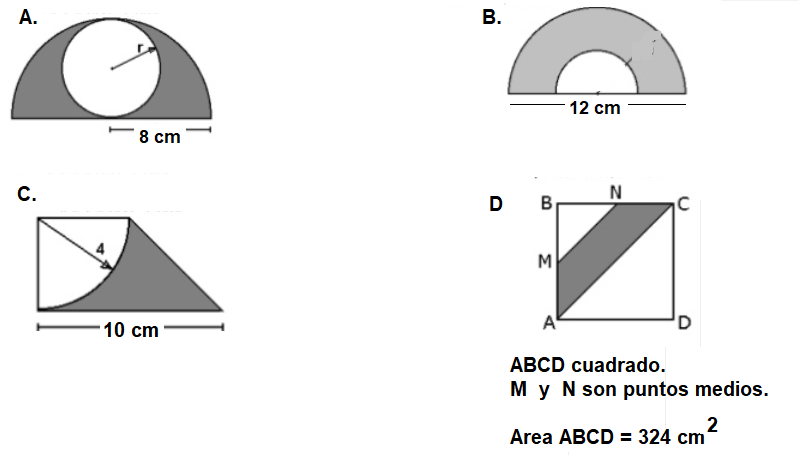 A.
r
8 cm
B.
12 cm
C.
4
10 cm
D
B N C
M
A D
ABCD cuadrado.
M y N son puntos medios.
Area ABCD = 324 cm²